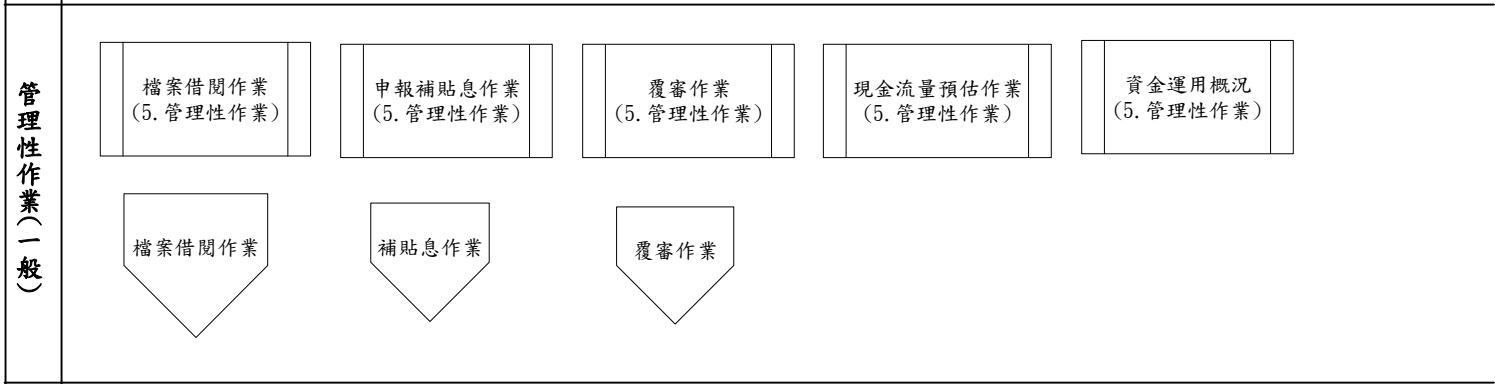 管理性作業(一般)
檔案借閱作業
(5.管理性作業)
申報補貼息作業
(5.管理性作業)
覆審作業
(5.管理性作業)
現金流量預估作業
(5.管理性作業)
資金運用概況
(5.管理性作業)
檔案借閱作業
補貼息作業
覆審作業